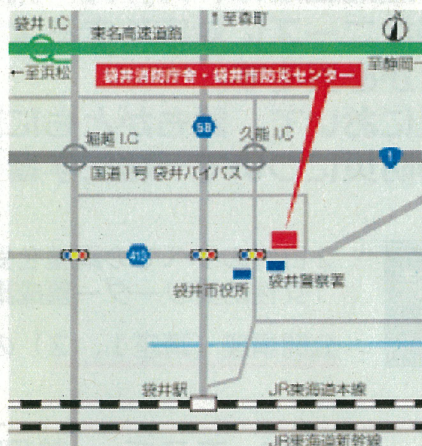 袋井 I.C
↑至森町
東名高速道路
←至浜松
至静岡→
袋井消防庁舎・袋井市防災センター
58
堀越 I.C
久能 I.C
1
国道1号 袋井バイパス
413
袋井市役所
袋井警察署
袋井駅
JR東海道本線
JR東海道新幹線